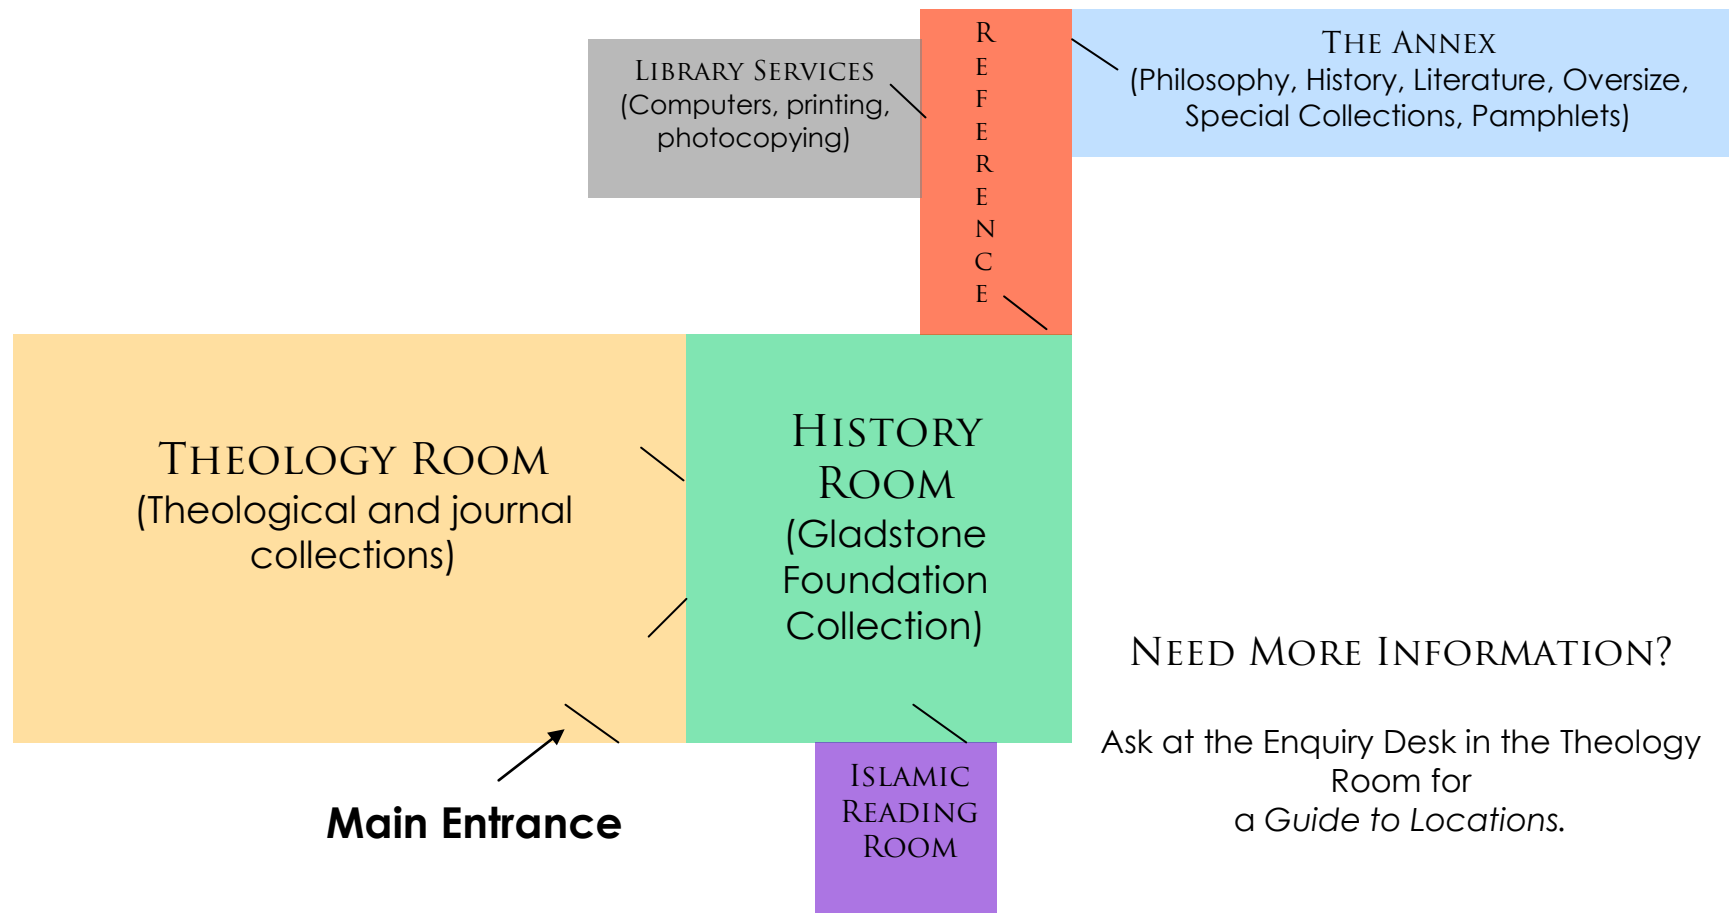 LIBRARY SERVICES
(Computers, printing,
photocopying)
REFERENCE
THE ANNEX
(Philosophy, History, Literature, Oversize,
Special Collections, Pamphlets)
THEOLOGY ROOM
(Theological and journal
collections)
HISTORY
ROOM
(Gladstone
Foundation
Collection)
Main Entrance
ISLAMIC
READING
ROOM
NEED MORE INFORMATION?
Ask at the Enquiry Desk in the Theology
Room for
a Guide to Locations.